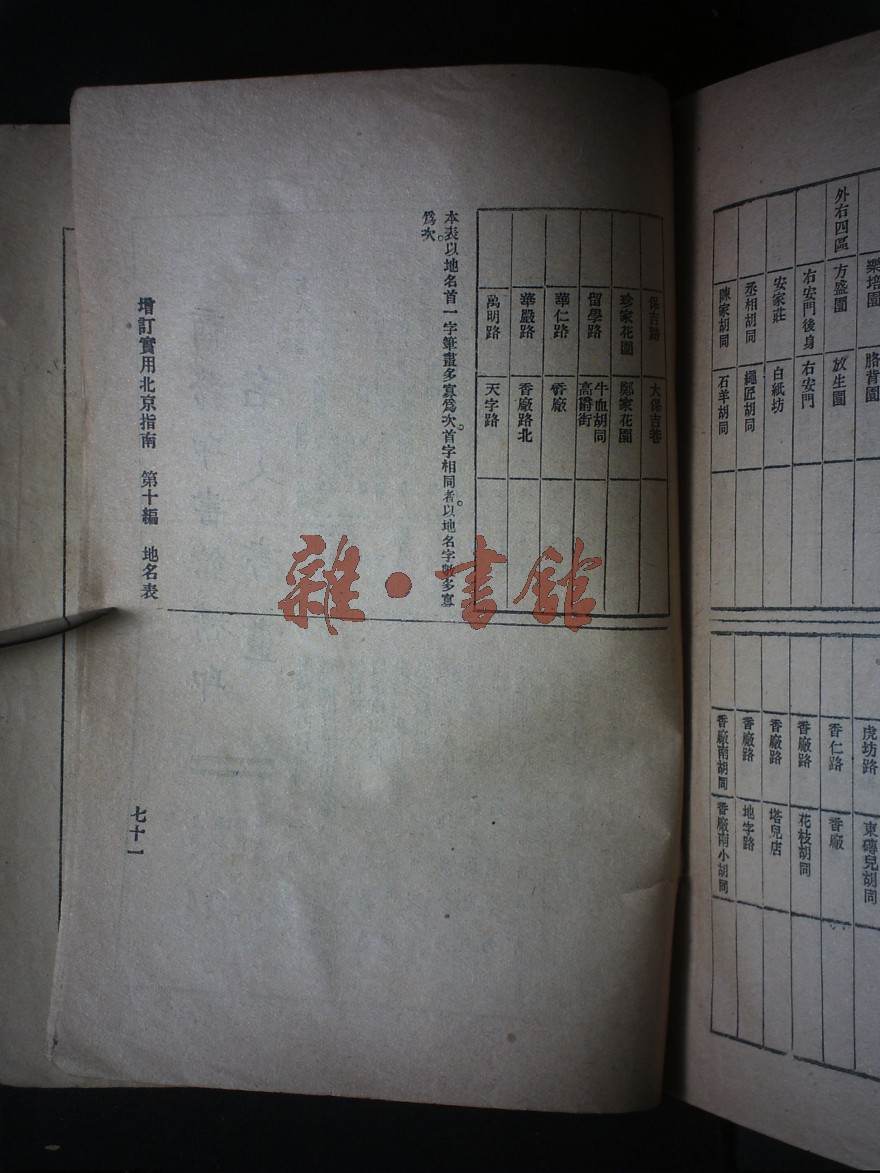 樂培園 胳背園
外右四區 方盛園 放生園
右安門後身 右安門
安家莊 白紙坊
丞相胡同 繩匠胡同
陳家胡同 石羊胡同
虎坊路 東磚兒胡同
香仁路 香廠
香廠路 花枝胡同
香廠路 塔兒店
香廠路 地字路
香廠南胡同 香廠南小胡同
保吉路 大保吉巷
珍家花園 鄭家花園
留學路 牛血胡同 高爵街
華仁路 香廠
華嚴路 香廠路北
萬明路 天字路
本表以地名首一字筆畫多寡爲次。首字相同者。以地名字數多寡
爲次。
增訂實用北京指南 第十編 地名表
七十一
雜·書館